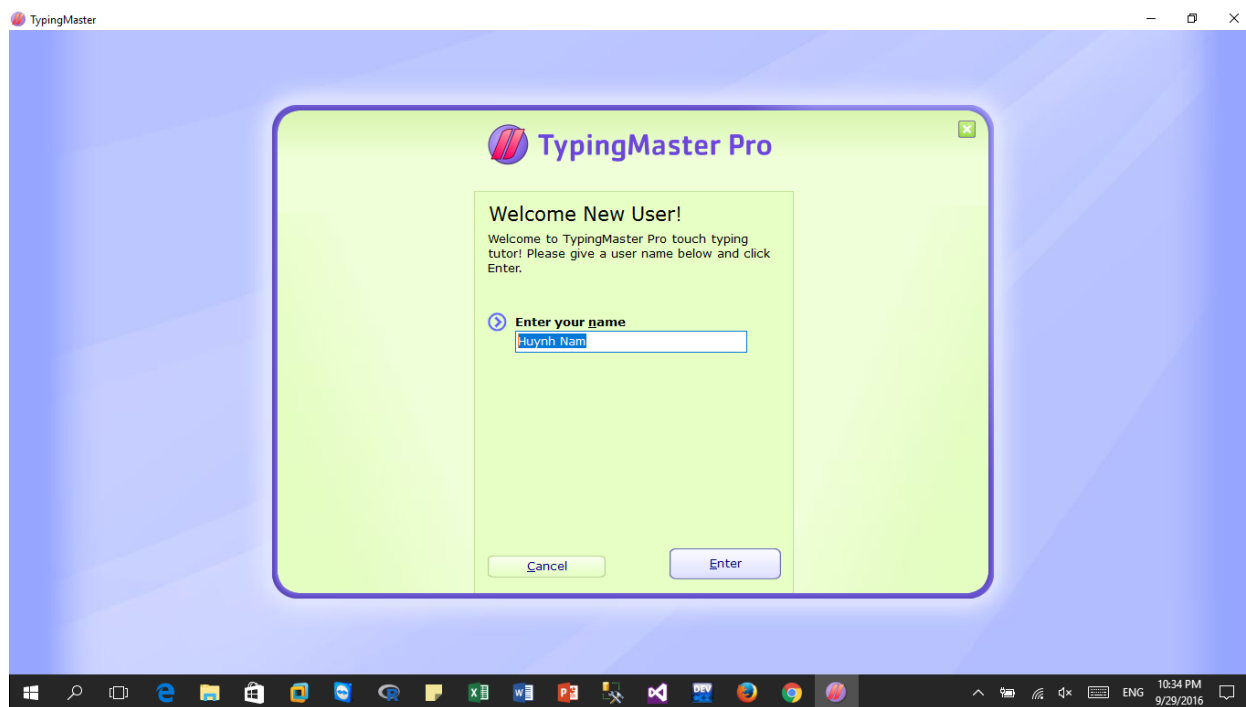 TypingMaster
TypingMaster Pro
Welcome New User!
Welcome to TypingMaster Pro touch typing
tutor! Please give a user name below and click
Enter.
Enter your name
Huynh Nam
Cancel
Enter
DEV
ENG
10:34 PM
9/29/2016